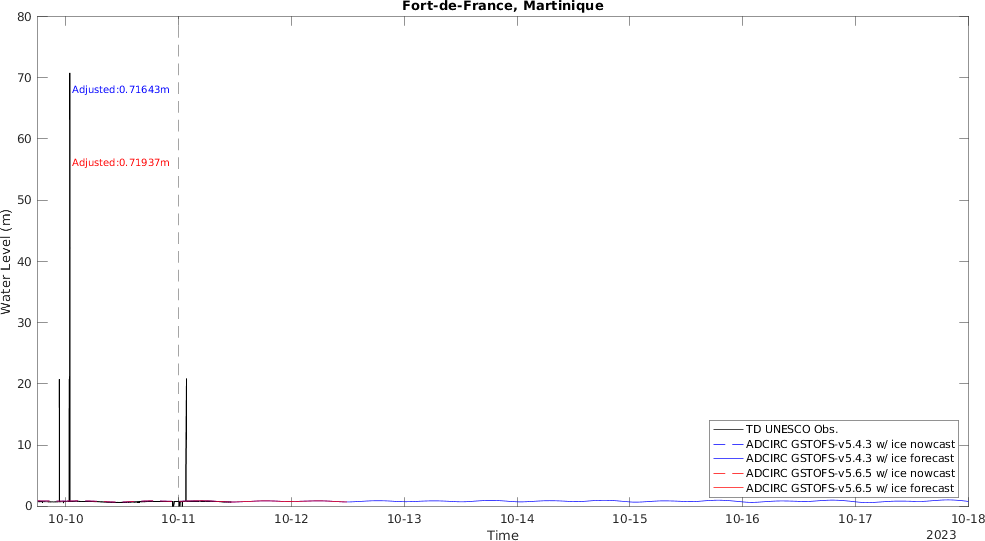 Fort-de-France, Martinique
80
70
60
50
40
30
20
10
0
Water Level (m)
Adjusted:0.71643m
Adjusted:0.71937m
TD UNESCO Obs.
ADCIRC GSTOFS-v5.4.3 w/ ice nowcast
ADCIRC GSTOFS-v5.4.3 w/ ice forecast
ADCIRC GSTOFS-v5.6.5 w/ ice nowcast
ADCIRC GSTOFS-v5.6.5 w/ ice forecast
10-10 10-11 10-12 10-13 10-14 10-15 10-16 10-17 10-18
Time
2023